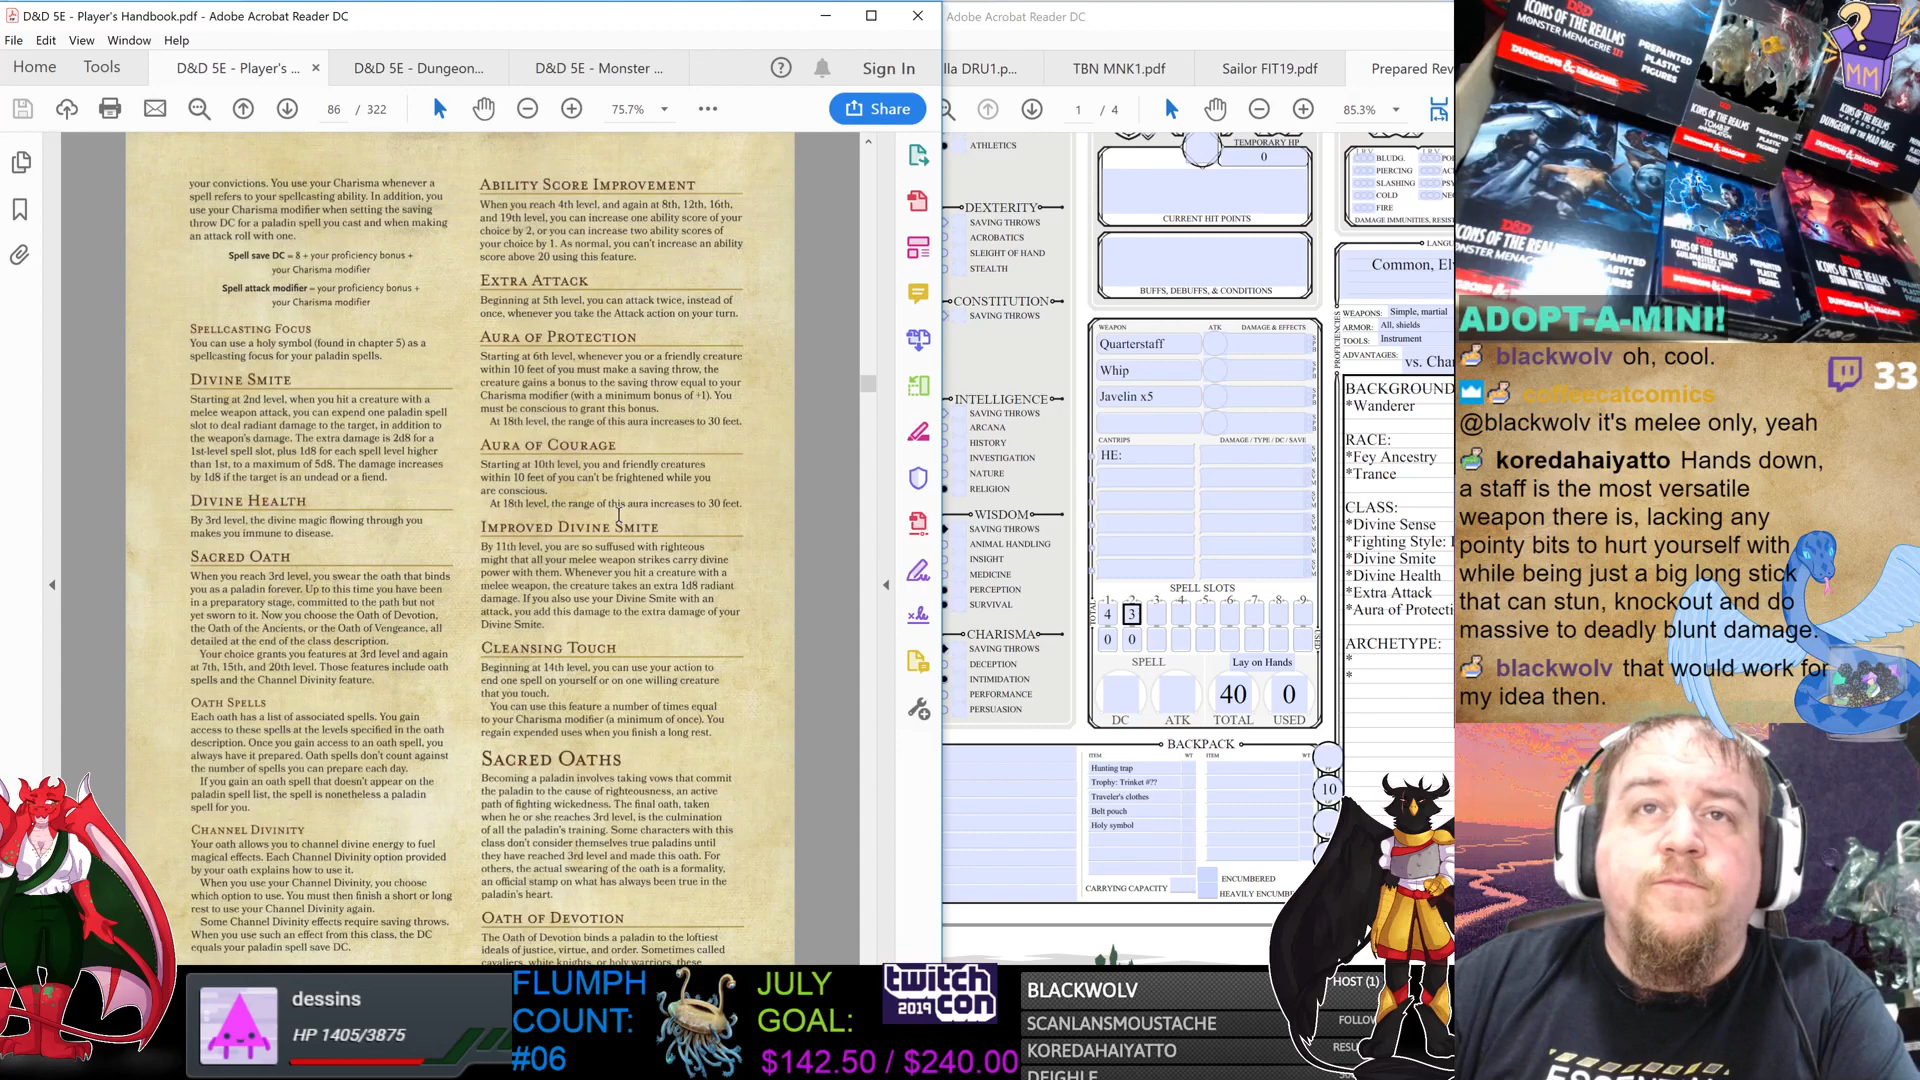 D&D 5E - Player's Handbook.pdf - Adobe Acrobat Reader DC
File Edit View Window Help
Home Tools
D&D 5E - Player's ... ×
D&D 5E - Dungeon...
D&D 5E - Monster ...
Sign In
86 / 322
75.7%
Share
your convictions. You use your Charisma whenever a
spell refers to your spellcasting ability. In addition,
you use your Charisma modifier when setting the saving
throw DC for a paladin spell you cast and when making
an attack roll with one.
Spell save DC = 8 + your proficiency bonus +
your Charisma modifier
Spell attack modifier = your proficiency bonus +
your Charisma modifier
SPELLCASTING FOCUS
You can use a holy symbol (found in chapter 5) as a
spellcasting focus for your paladin spells.
DIVINE SMITE
Starting at 2nd level, when you hit a creature with a
melee weapon attack, you can expend one paladin spell
slot to deal radiant damage to the target, in addition to
the weapon's damage. The extra damage is 2d8 for a
1st-level spell slot, plus 1d8 for each spell level higher
than 1st, to a maximum of 5d8. The damage increases
by 1d8 if the target is an undead or a fiend.
DIVINE HEALTH
By 3rd level, the divine magic flowing through you
makes you immune to disease.
SACRED OATH
When you reach 3rd level, you swear the oath that binds
you as a paladin forever. Up to this time you have been
in a preparatory stage, committed to the path but not
yet sworn to it. Now you choose the Oath of Devotion,
the Oath of the Ancients, or the Oath of Vengeance, all
detailed at the end of the class description.
Your choice grants you features at 3rd level and again
at 7th, 15th, and 20th level. Those features include oath
spells and the Channel Divinity feature.
OATH SPELLS
Each oath has a list of associated spells. You gain
access to these spells at the levels specified in the oath
description. Once you gain access to an oath spell, you
always have it prepared. Oath spells don't count against
the number of spells you can prepare each day.
If you gain an oath spell that doesn't appear on the
paladin spell list, the spell is nonetheless a paladin
spell for you.
CHANNEL DIVINITY
Your oath allows you to channel divine energy to fuel
magical effects. Each Channel Divinity option provided
by your oath explains how to use it.
When you use your Channel Divinity, you choose
which option to use. You must then finish a short or long
rest to use your Channel Divinity again.
Some Channel Divinity effects require saving throws.
When you use such an effect from this class, the DC
equals your paladin spell save DC.
ABILITY SCORE IMPROVEMENT
When you reach 4th level, and again at 8th, 12th, 16th,
and 19th level, you can increase one ability score of your
choice by 2, or you can increase two ability scores of
your choice by 1. As normal, you can't increase an ability
score above 20 using this feature.
EXTRA ATTACK
Beginning at 5th level, you can attack twice, instead of
once, whenever you take the Attack action on your turn.
AURA OF PROTECTION
Starting at 6th level, whenever you or a friendly creature
within 10 feet of you must make a saving throw, the
creature gains a bonus to the saving throw equal to your
Charisma modifier (with a minimum bonus of +1). You
must be conscious to grant this bonus.
At 18th level, the range of this aura increases to 30 feet.
AURA OF COURAGE
Starting at 10th level, you and friendly creatures
within 10 feet of you can't be frightened while you
are conscious.
At 18th level, the range of this aura increases to 30 feet.
IMPROVED DIVINE SMITE
By 11th level, you are so suffused with righteous
might that all your melee weapon strikes carry divine
power with them. Whenever you hit a creature with a
melee weapon, the creature takes an extra 1d8 radiant
damage. If you also use your Divine Smite with an
attack, you add this damage to the extra damage of your
Divine Smite.
CLEANSING TOUCH
Beginning at 14th level, you can use your action to
end one spell on yourself or on one willing creature
that you touch.
You can use this feature a number of times equal
to your Charisma modifier (a minimum of once). You
regain expended uses when you finish a long rest.
SACRED OATHS
Becoming a paladin involves taking vows that commit
the paladin to the cause of righteousness, an active
path of fighting wickedness. The final oath, taken
when he or she reaches 3rd level, is the culmination
of all the paladin's training. Some characters with this
class don't consider themselves true paladins until
they have reached 3rd level and made this oath. For
others, the actual swearing of the oath is a formality,
an official stamp on what has always been true in the
paladin's heart.
OATH OF DEVOTION
The Oath of Devotion binds a paladin to the loftiest
ideals of justice, virtue, and order. Sometimes called
cavaliers, white knights, or holy warriors, these
Adobe Acrobat Reader DC
lla DRU1.p...
TBN MNK1.pdf
Sailor FIT19.pdf
Prepared Rev
1 / 4
85.3%
ATHLETICS
DEXTERITY
SAVING THROWS
ACROBATICS
SLEIGHT OF HAND
STEALTH
CONSTITUTION
SAVING THROWS
INTELLIGENCE
SAVING THROWS
ARCANA
HISTORY
INVESTIGATION
NATURE
RELIGION
WISDOM
SAVING THROWS
ANIMAL HANDLING
INSIGHT
MEDICINE
PERCEPTION
SURVIVAL
CHARISMA
SAVING THROWS
DECEPTION
INTIMIDATION
PERFORMANCE
PERSUASION
TEMPORARY HP
0
CURRENT HIT POINTS
BUFFS, DEBUFFS, & CONDITIONS
WEAPON ATK DAMAGE & EFFECTS
Quarterstaff
Whip
Javelin x5
CANTRIPS DAMAGE / TYPE / DC / SAVE
HE:
SPELL SLOTS
-1- -2- -3- -4- -5- -6- -7- -8- -9-
TOTAL 4 3
0 0 USED
SPELL Lay on Hands
40 0
DC ATK TOTAL USED
BACKPACK
ITEM WT ITEM WT
Hunting trap
Trophy: Trinket #??
Traveler's clothes
Belt pouch
Holy symbol
CARRYING CAPACITY
ENCUMBERED
HEAVILY ENCUMBE
10
I R V
BLUDG. PO
PIERCING AC
SLASHING PSY
COLD NE
FIRE
DAMAGE IMMUNITIES, RESIS
LANGU
Common, El
PROFICIENCIES
WEAPONS: Simple, martial
ARMOR: All, shields
TOOLS: Instrument
ADVANTAGES: vs. Cha
BACKGROUND
*Wanderer
RACE:
*Fey Ancestry
*Trance
CLASS:
*Divine Sense
*Fighting Style: I
*Divine Smite
*Divine Health
*Extra Attack
*Aura of Protecti
ARCHETYPE:
*
*
D&D
ICONS OF THE REALMS
MONSTER MENAGERIE III
PREPAINTED
PLASTIC
FIGURES
DUNGEONS & DRAGONS
MM
ADOPT-A-MINI!
33
blackwolv oh, cool.
coffeecatcomics
@blackwolv it's melee only, yeah
koredahaiyatto Hands down,
a staff is the most versatile
weapon there is, lacking any
pointy bits to hurt yourself with
while being just a big long stick
that can stun, knockout and do
massive to deadly blunt damage.
blackwolv that would work for
my idea then.
dessins
HP 1405/3875
FLUMPH
COUNT:
#06
JULY
GOAL:
$142.50 / $240.00
twitch
con
2019
BLACKWOLV
HOST (1)
SCANLANSMOUSTACHE
FOLLO
KOREDAHAIYATTO
RESU
DEIGHLE